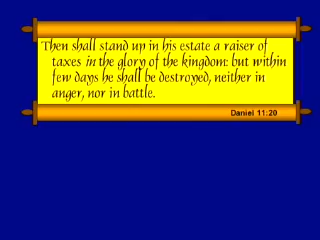 Then shall stand up in his estate a raiser of
taxes in the glory of the kingdom: but within
few days he shall be destroyed, neither in
anger, nor in battle.
Daniel 11:20